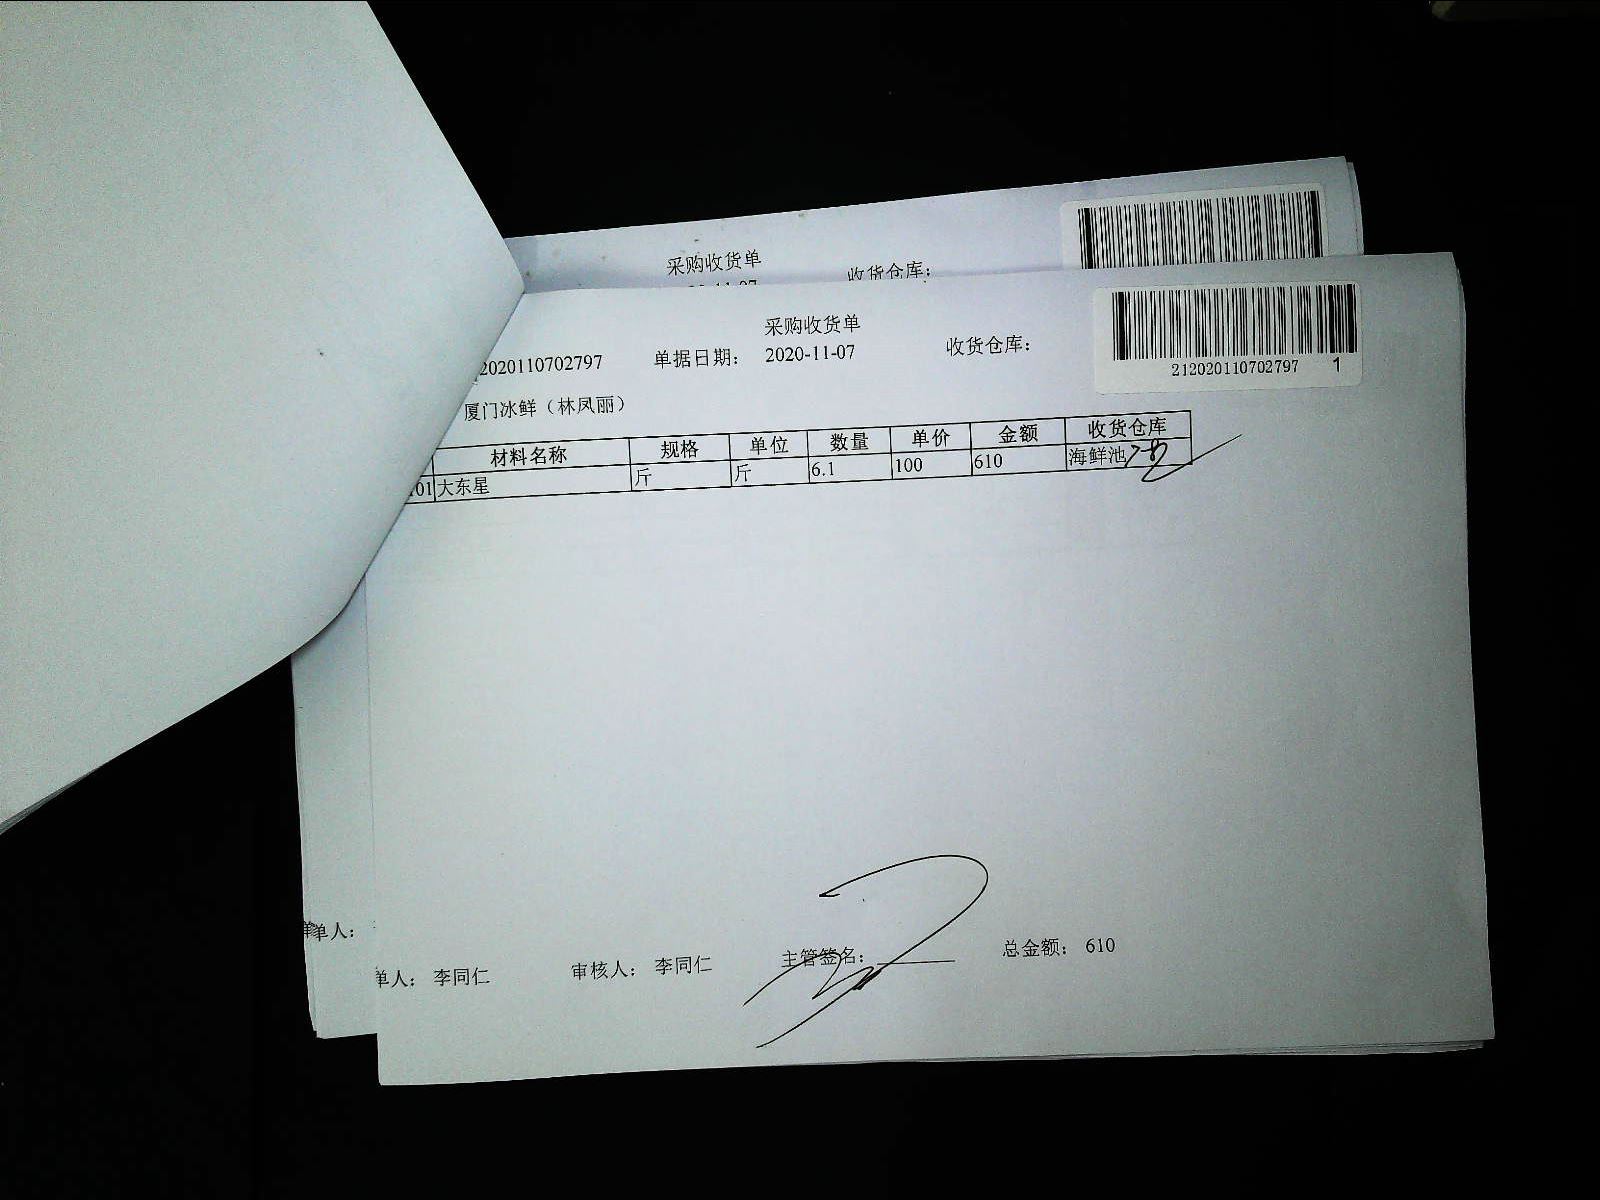 采购收货单
收货仓库:
采购收货单
2020110702797 单据日期: 2020-11-07 收货仓库:
212020110702797 1
厦门冰鲜（林凤丽）
材料名称 规格 单位 数量 单价 金额 收货仓库
01 大东星 斤 斤 6.1 100 610 海鲜池
单人:
单人: 李同仁 审核人: 李同仁 主管签名: 总金额: 610